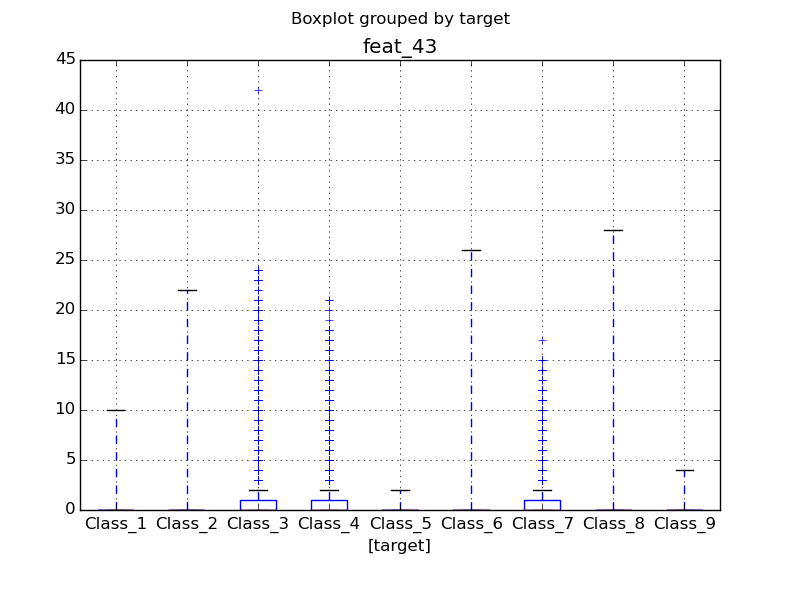 Boxplot grouped by target
feat_43
45
40
35
30
25
20
15
10
5
0
Class_1 Class_2 Class_3 Class_4 Class_5 Class_6 Class_7 Class_8 Class_9
[target]